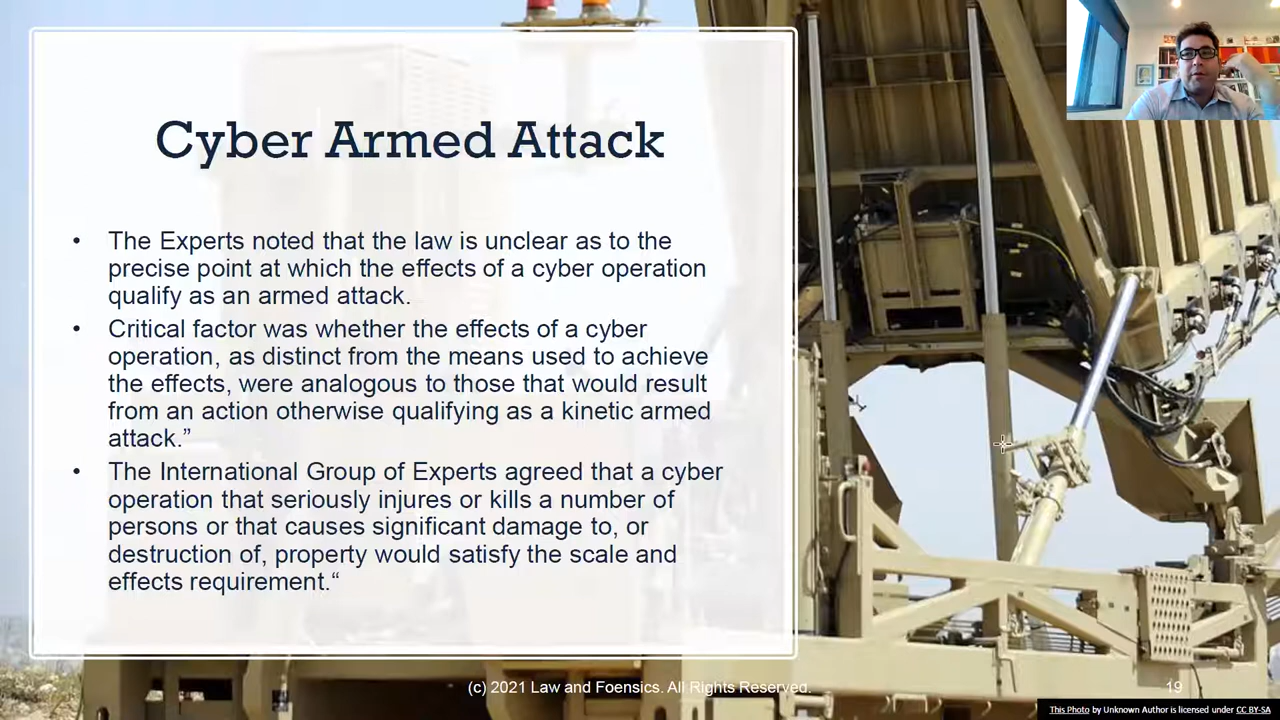 Cyber Armed Attack
• The Experts noted that the law is unclear as to the
precise point at which the effects of a cyber operation
qualify as an armed attack.
• Critical factor was whether the effects of a cyber
operation, as distinct from the means used to achieve
the effects, were analogous to those that would result
from an action otherwise qualifying as a kinetic armed
attack.”
• The International Group of Experts agreed that a cyber
operation that seriously injures or kills a number of
persons or that causes significant damage to, or
destruction of, property would satisfy the scale and
effects requirement.“
(c) 2021 Law and Foensics. All Rights Reserved.
19
This Photo by Unknown Author is licensed under CC BY-SA